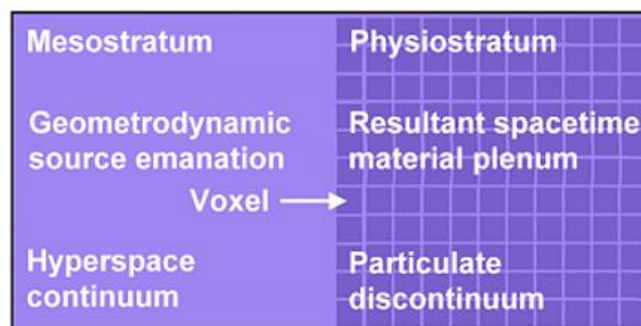 Mesostratum
Geometrodynamic
source emanation
Voxel
Hyperspace
continuum
Physiostratum
Resultant spacetime
material plenum
Particulate
discontinuum